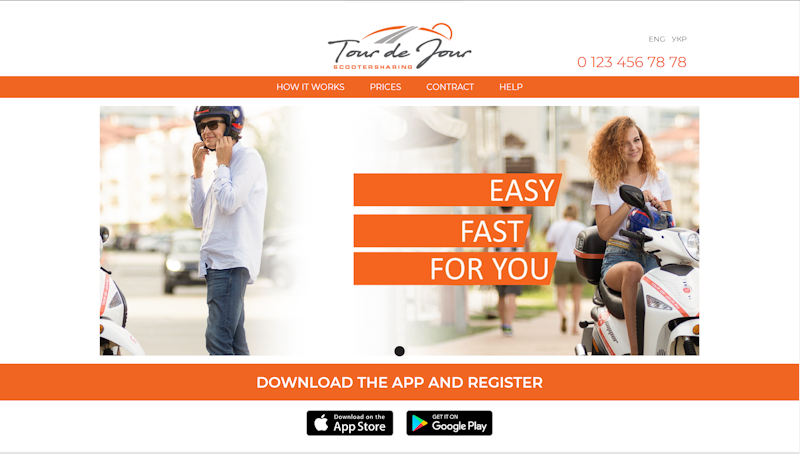 Tour de Jour
SCOOTERSHARING
ENG УКР
0 123 456 78 78
HOW IT WORKS PRICES CONTRACT HELP
EASY
FAST
FOR YOU
DOWNLOAD THE APP AND REGISTER
Download on the
App Store
GET IT ON
Google Play